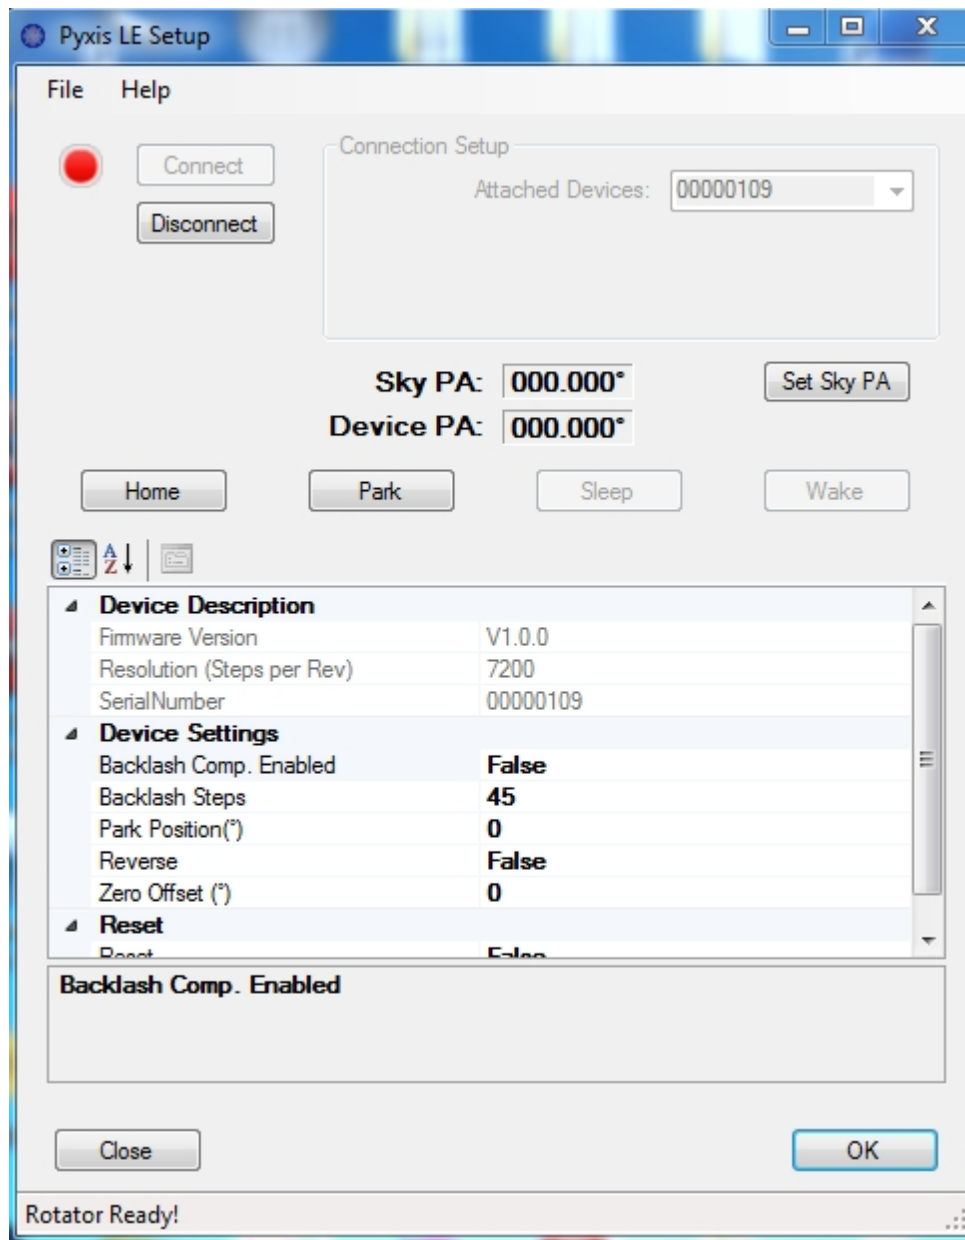 Pyxis LE Setup
File Help
Connect
Disconnect
Connection Setup
Attached Devices: 00000109
Sky PA: 000.000°
Set Sky PA
Device PA: 000.000°
Home Park Sleep Wake
Device Description
Firmware Version V1.0.0
Resolution (Steps per Rev) 7200
SerialNumber 00000109
Device Settings
Backlash Comp. Enabled False
Backlash Steps 45
Park Position(°) 0
Reverse False
Zero Offset (°) 0
Reset
Reset False
Backlash Comp. Enabled
Close OK
Rotator Ready!